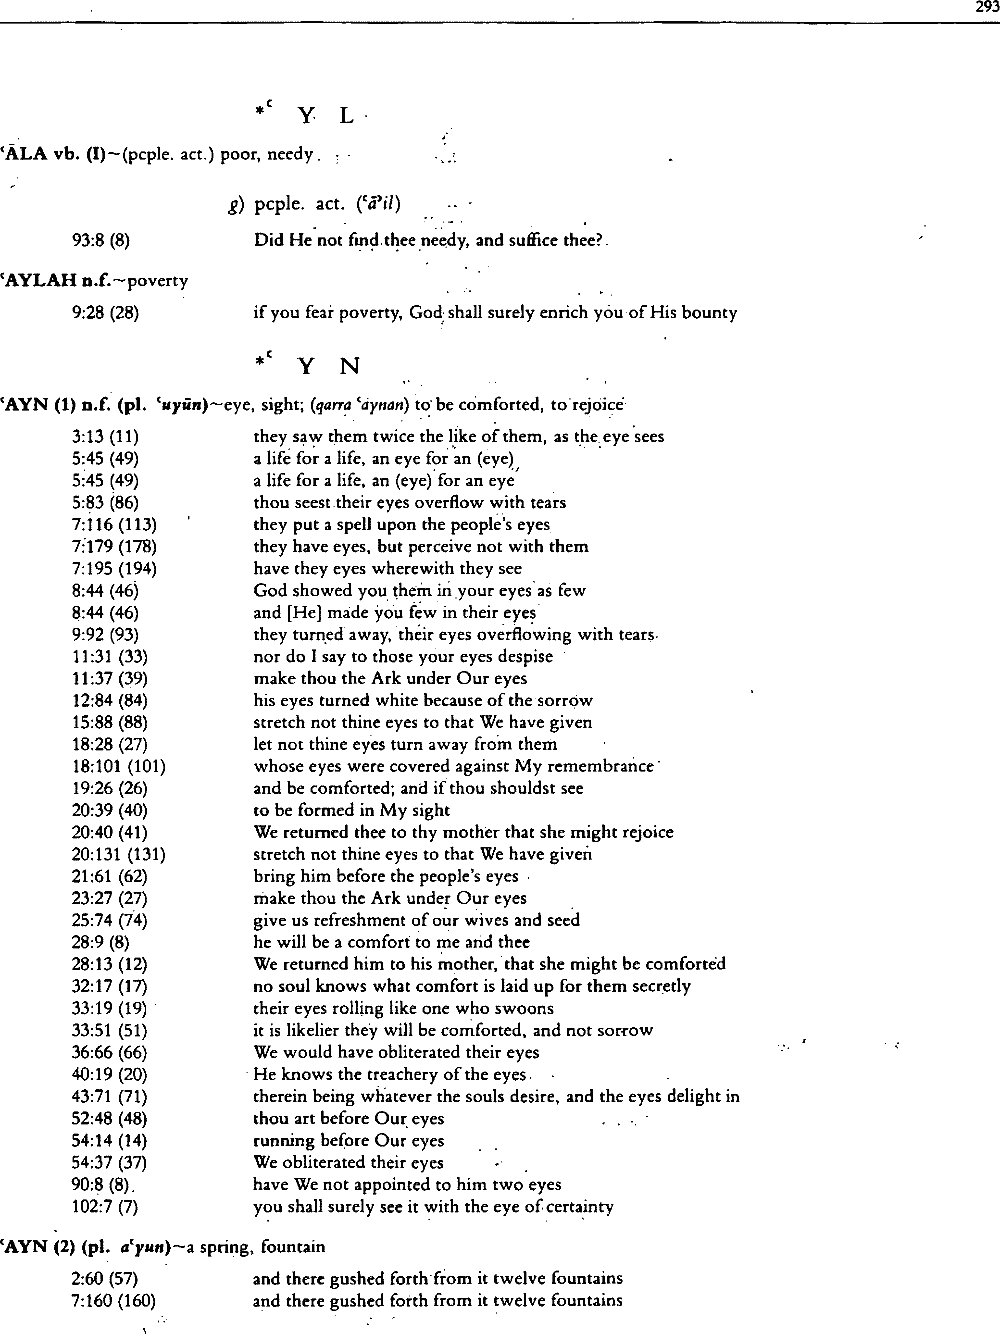 293
*ʿ Y L
ʿĀLA vb. (I)~(pcple. act.) poor, needy
g) pcple. act. (ʿāʾil)
93:8 (8) Did He not find thee needy, and suffice thee?
ʿAYLAH n.f.~poverty
9:28 (28) if you fear poverty, God shall surely enrich you of His bounty
*ʿ Y N
ʿAYN (1) n.f. (pl. ʿuyūn)~eye, sight; (qarra ʿaynan) to be comforted, to rejoice
3:13 (11) they saw them twice the like of them, as the eye sees
5:45 (49) a life for a life, an eye for an (eye)
5:45 (49) a life for a life, an (eye) for an eye
5:83 (86) thou seest their eyes overflow with tears
7:116 (113) they put a spell upon the people's eyes
7:179 (178) they have eyes, but perceive not with them
7:195 (194) have they eyes wherewith they see
8:44 (46) God showed you them in your eyes as few
8:44 (46) and [He] made you few in their eyes
9:92 (93) they turned away, their eyes overflowing with tears
11:31 (33) nor do I say to those your eyes despise
11:37 (39) make thou the Ark under Our eyes
12:84 (84) his eyes turned white because of the sorrow
15:88 (88) stretch not thine eyes to that We have given
18:28 (27) let not thine eyes turn away from them
18:101 (101) whose eyes were covered against My remembrance
19:26 (26) and be comforted; and if thou shouldst see
20:39 (40) to be formed in My sight
20:40 (41) We returned thee to thy mother that she might rejoice
20:131 (131) stretch not thine eyes to that We have given
21:61 (62) bring him before the people's eyes
23:27 (27) make thou the Ark under Our eyes
25:74 (74) give us refreshment of our wives and seed
28:9 (8) he will be a comfort to me and thee
28:13 (12) We returned him to his mother, that she might be comforted
32:17 (17) no soul knows what comfort is laid up for them secretly
33:19 (19) their eyes rolling like one who swoons
33:51 (51) it is likelier they will be comforted, and not sorrow
36:66 (66) We would have obliterated their eyes
40:19 (20) He knows the treachery of the eyes
43:71 (71) therein being whatever the souls desire, and the eyes delight in
52:48 (48) thou art before Our eyes
54:14 (14) running before Our eyes
54:37 (37) We obliterated their eyes
90:8 (8) have We not appointed to him two eyes
102:7 (7) you shall surely see it with the eye of certainty
ʿAYN (2) (pl. aʿyun)~a spring, fountain
2:60 (57) and there gushed forth from it twelve fountains
7:160 (160) and there gushed forth from it twelve fountains